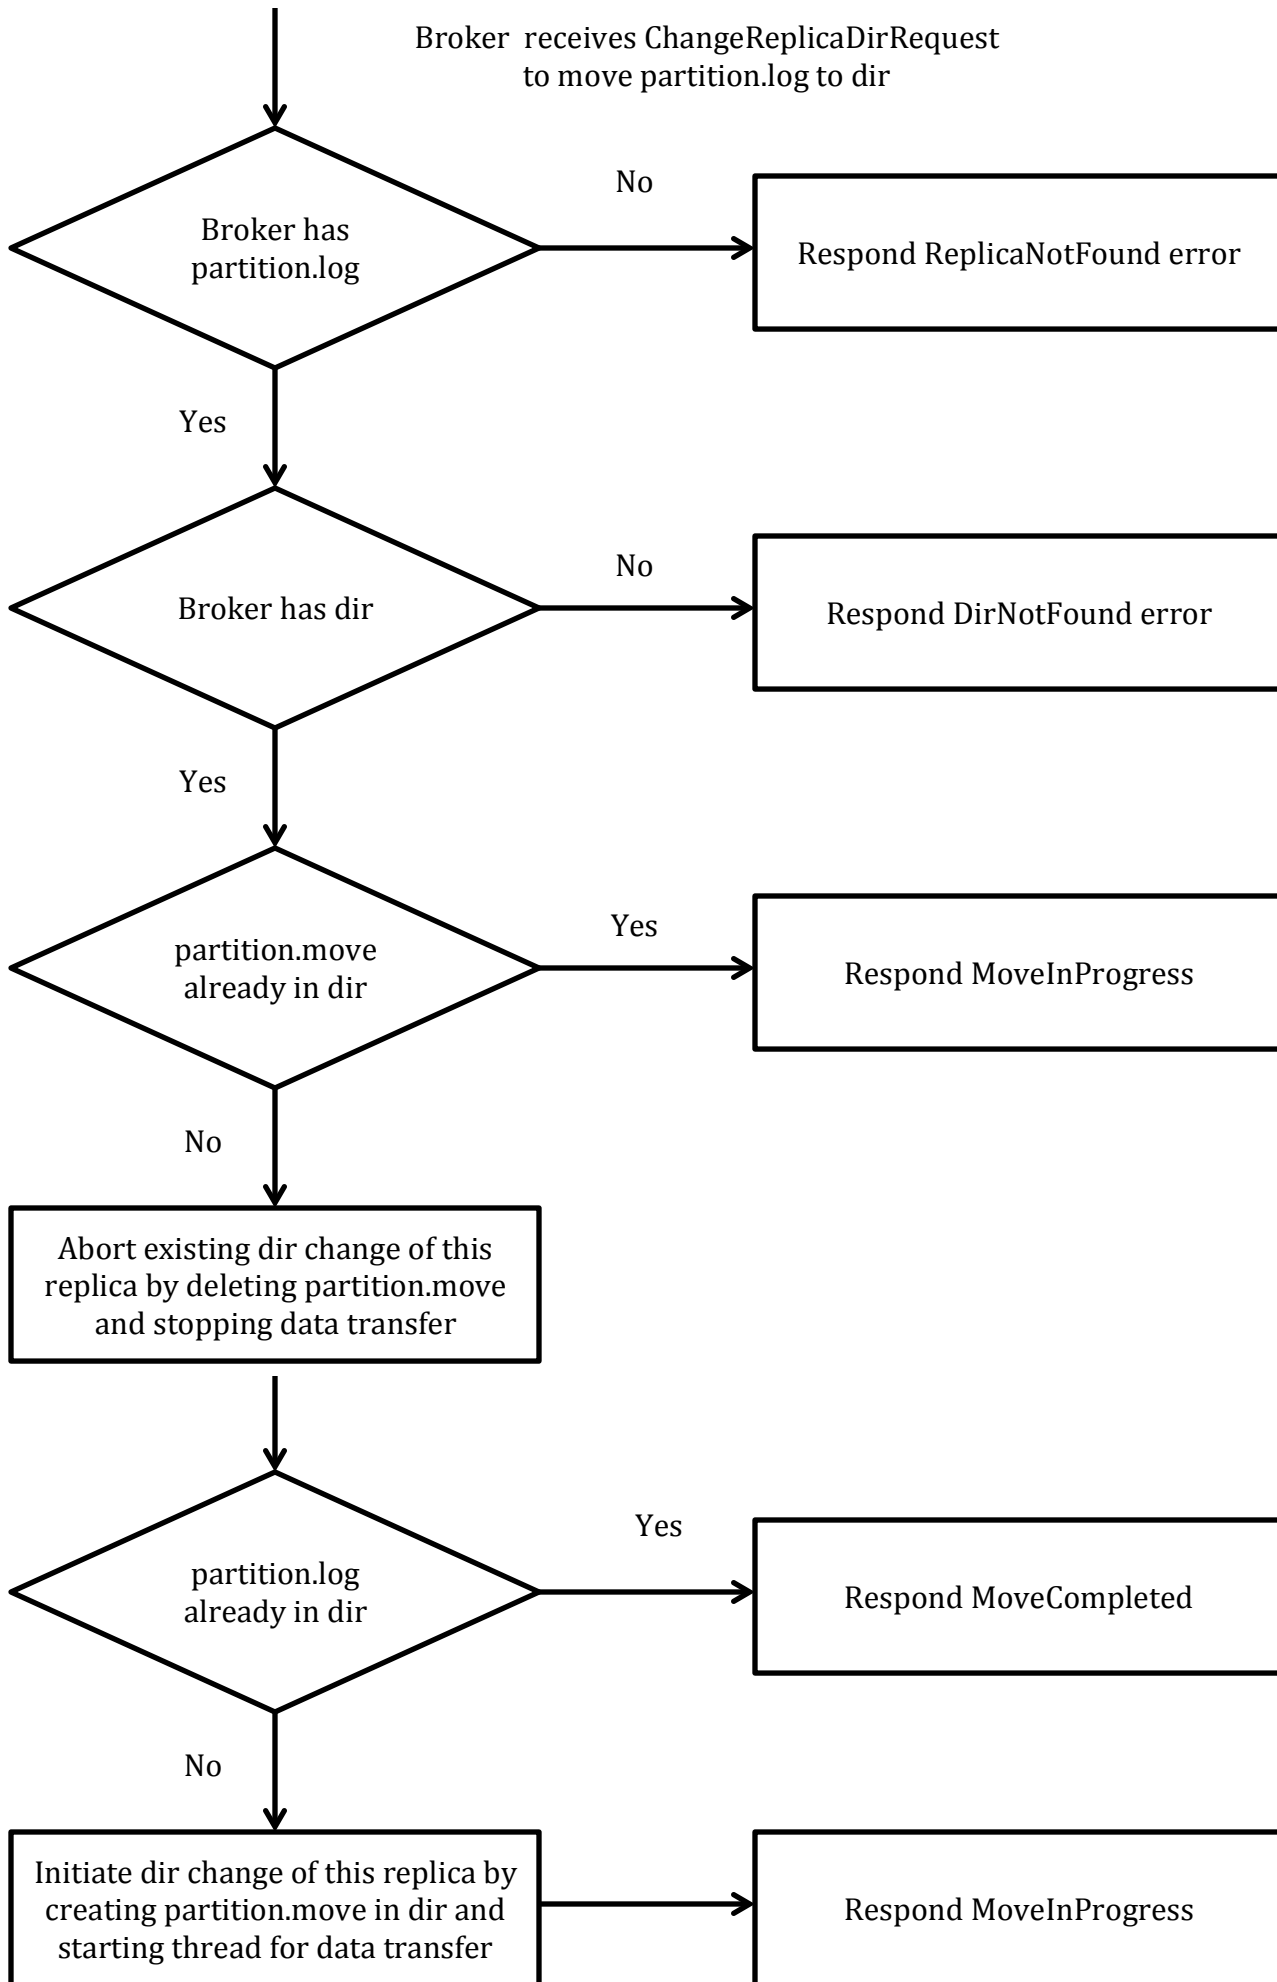 Broker receives ChangeReplicaDirRequest
to move partition.log to dir
No
Broker has
partition.log
Respond ReplicaNotFound error
Yes
No
Broker has dir
Respond DirNotFound error
Yes
Yes
partition.move
already in dir
Respond MoveInProgress
No
Abort existing dir change of this
replica by deleting partition.move
and stopping data transfer
Yes
partition.log
already in dir
Respond MoveCompleted
No
Initiate dir change of this replica by
creating partition.move in dir and
starting thread for data transfer
Respond MoveInProgress